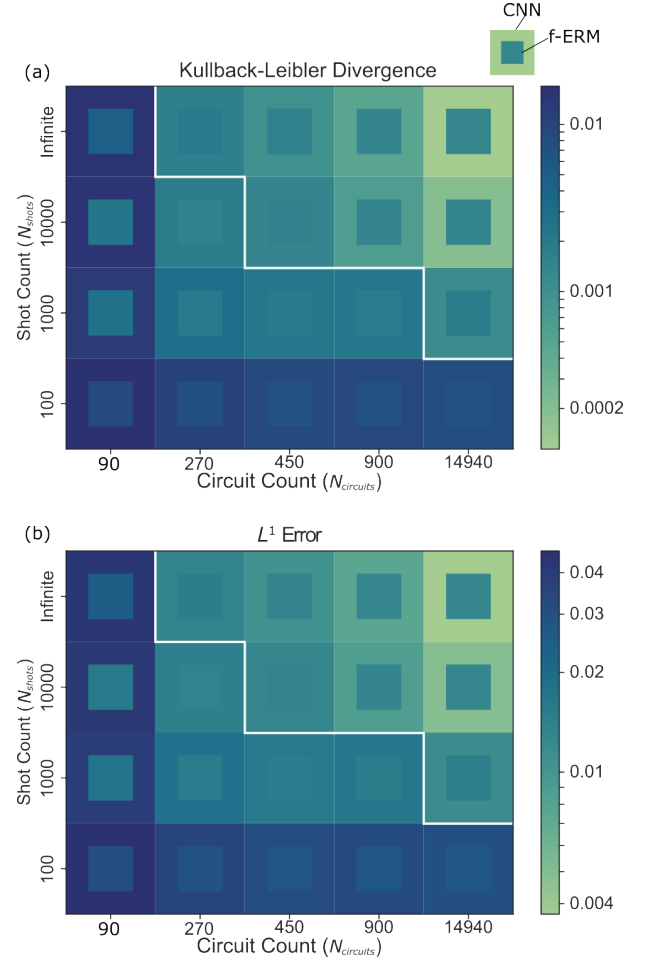 CNN
f-ERM
(a)
Kullback-Leibler Divergence
Shot Count (N_shots)
Infinite
10000
1000
100
90 270 450 900 14940
Circuit Count (N_circuits)
0.01
0.001
0.0002
(b)
L¹ Error
Shot Count (N_shots)
Infinite
10000
1000
100
90 270 450 900 14940
Circuit Count (N_circuits)
0.04
0.03
0.02
0.01
0.004